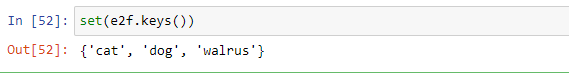 In [52]: set(e2f.keys())
Out[52]: {'cat', 'dog', 'walrus'}